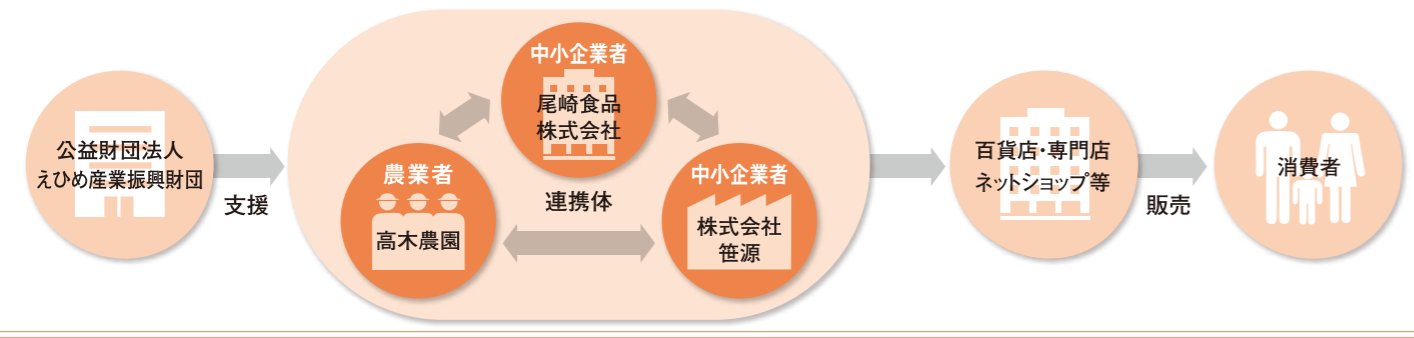 公益財団法人
えひめ産業振興財団
支援
中小企業者
尾崎食品
株式会社
農業者
高木農園
連携体
中小企業者
株式会社
笹源
百貨店・専門店
ネットショップ等
販売
消費者